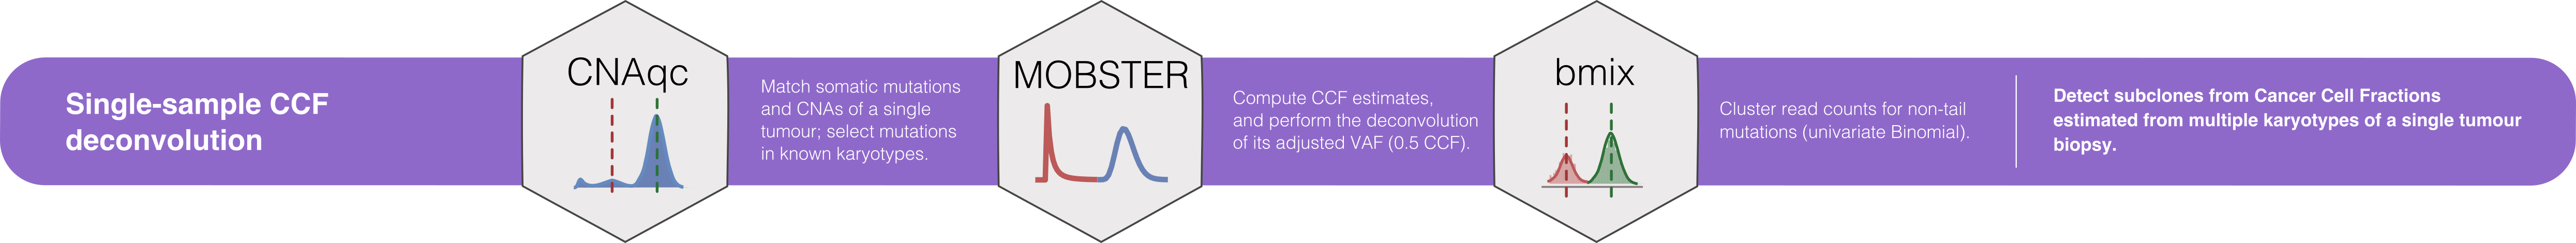 Single-sample CCF
deconvolution
CNAqc
Match somatic mutations
and CNAs of a single
tumour; select mutations
in known karyotypes.
MOBSTER
Compute CCF estimates,
and perform the deconvolution
of its adjusted VAF (0.5 CCF).
bmix
Cluster read counts for non-tail
mutations (univariate Binomial).
Detect subclones from Cancer Cell Fractions
estimated from multiple karyotypes of a single tumour
biopsy.